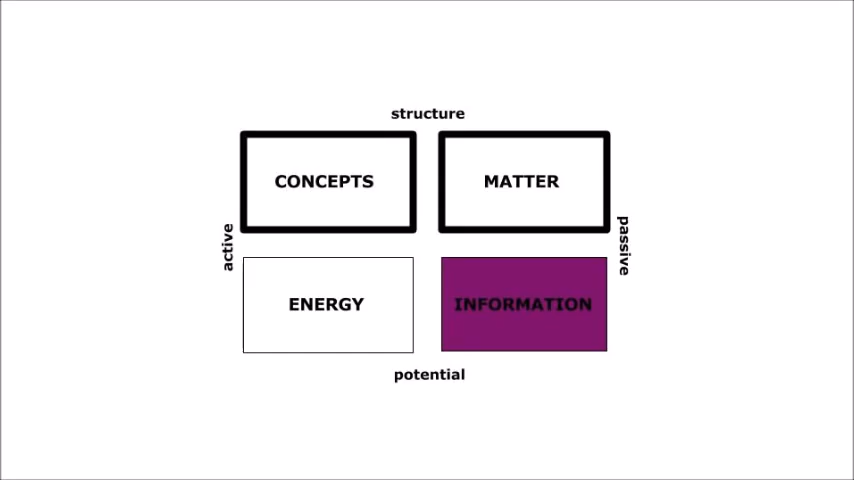 structure
CONCEPTS
MATTER
active
passive
ENERGY
INFORMATION
potential